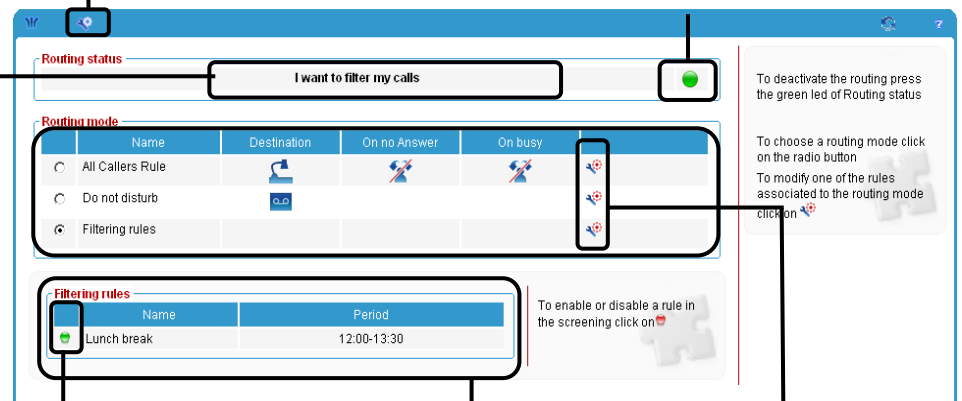 ?
Routing status
I want to filter my calls
Routing mode
Name Destination On no Answer On busy
All Callers Rule
Do not disturb
Filtering rules
Filtering rules
Name Period
Lunch break 12:00-13:30
To enable or disable a rule in
the screening click on
To deactivate the routing press
the green led of Routing status
To choose a routing mode click
on the radio button
To modify one of the rules
associated to the routing mode
click on